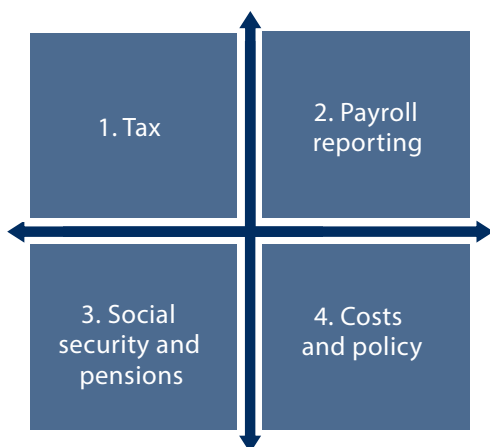 1. Tax
2. Payroll
reporting
3. Social
security and
pensions
4. Costs
and policy